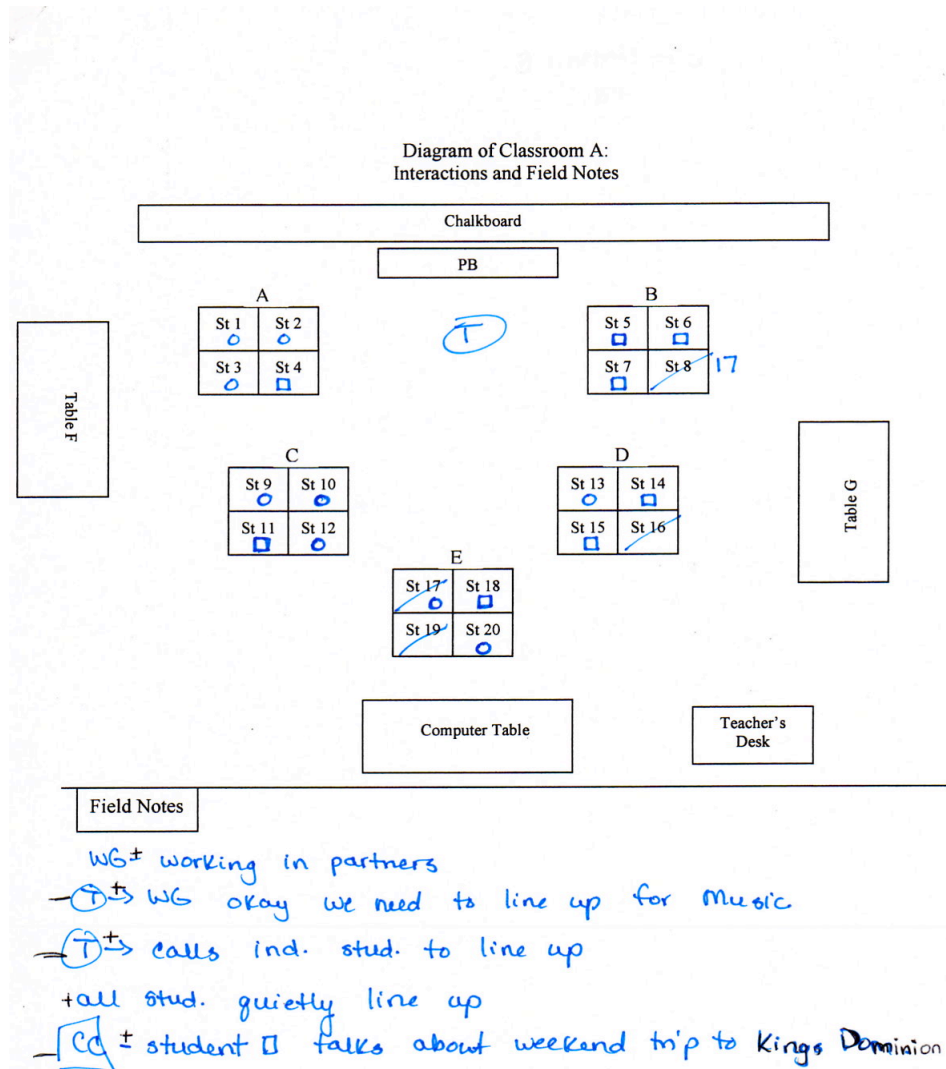 Diagram of Classroom A:
Interactions and Field Notes
Chalkboard
PB
A
B
St 1 St 2
T
St 5 St 6
St 3 St 4
St 7 St 8 17
Table F
C
D
St 9 St 10
St 13 St 14
St 11 St 12
St 15 St 16
Table G
E
St 17 St 18
St 19 St 20
Computer Table
Teacher's
Desk
Field Notes
WG ± working in partners
- T +→ WG okay we need to line up for Music
- T +→ calls ind. stud. to line up
+ all stud. quietly line up
- CC ± student □ talks about weekend trip to Kings Dominion